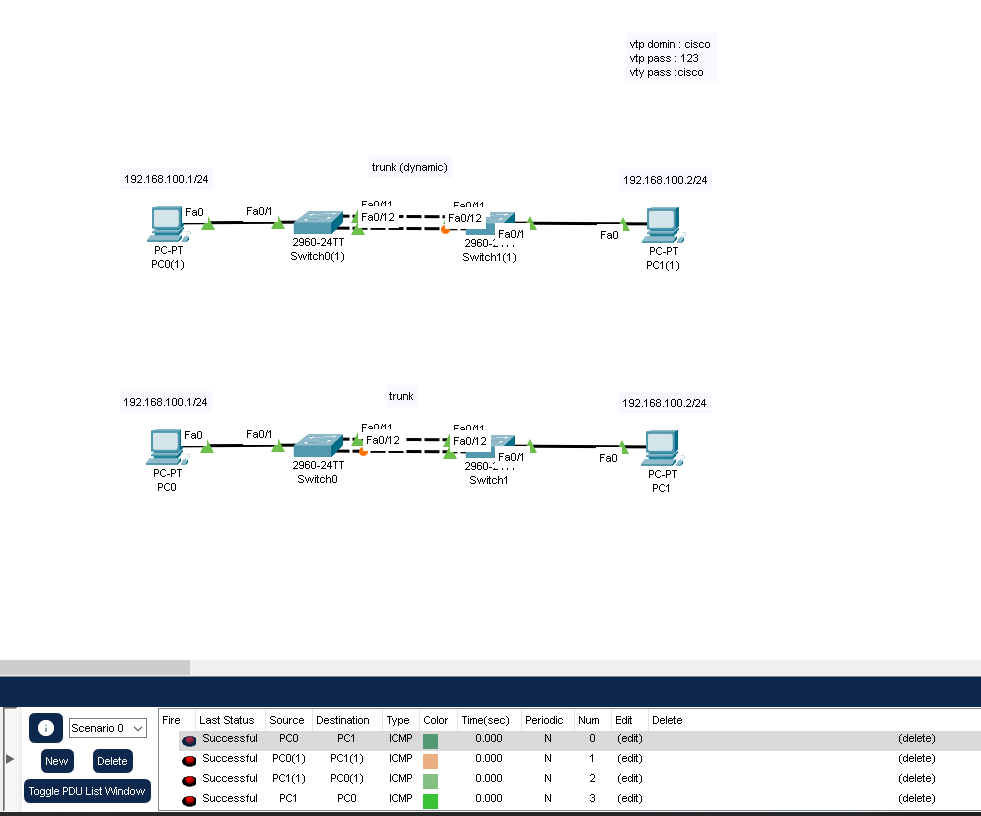 vtp domin : cisco
vtp pass : 123
vty pass :cisco
trunk (dynamic)
192.168.100.1/24
192.168.100.2/24
Fa0
Fa0/1
Fa0/11
Fa0/12
Fa0/11
Fa0/12
Fa0/1
Fa0
PC-PT
PC0(1)
2960-24TT
Switch0(1)
2960-2
Switch1(1)
PC-PT
PC1(1)
trunk
192.168.100.1/24
192.168.100.2/24
Fa0
Fa0/1
Fa0/11
Fa0/12
Fa0/11
Fa0/12
Fa0/1
Fa0
PC-PT
PC0
2960-24TT
Switch0
2960-2
Switch1
PC-PT
PC1
Scenario 0
New Delete
Toggle PDU List Window
Fire Last Status Source Destination Type Color Time(sec) Periodic Num Edit Delete
Successful PC0 PC1 ICMP 0.000 N 0 (edit) (delete)
Successful PC0(1) PC1(1) ICMP 0.000 N 1 (edit) (delete)
Successful PC1(1) PC0(1) ICMP 0.000 N 2 (edit) (delete)
Successful PC1 PC0 ICMP 0.000 N 3 (edit) (delete)